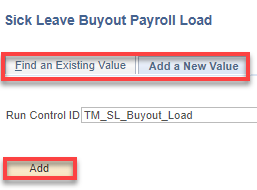 Sick Leave Buyout Payroll Load
Find an Existing Value Add a New Value
Run Control ID TM_SL_Buyout_Load
Add